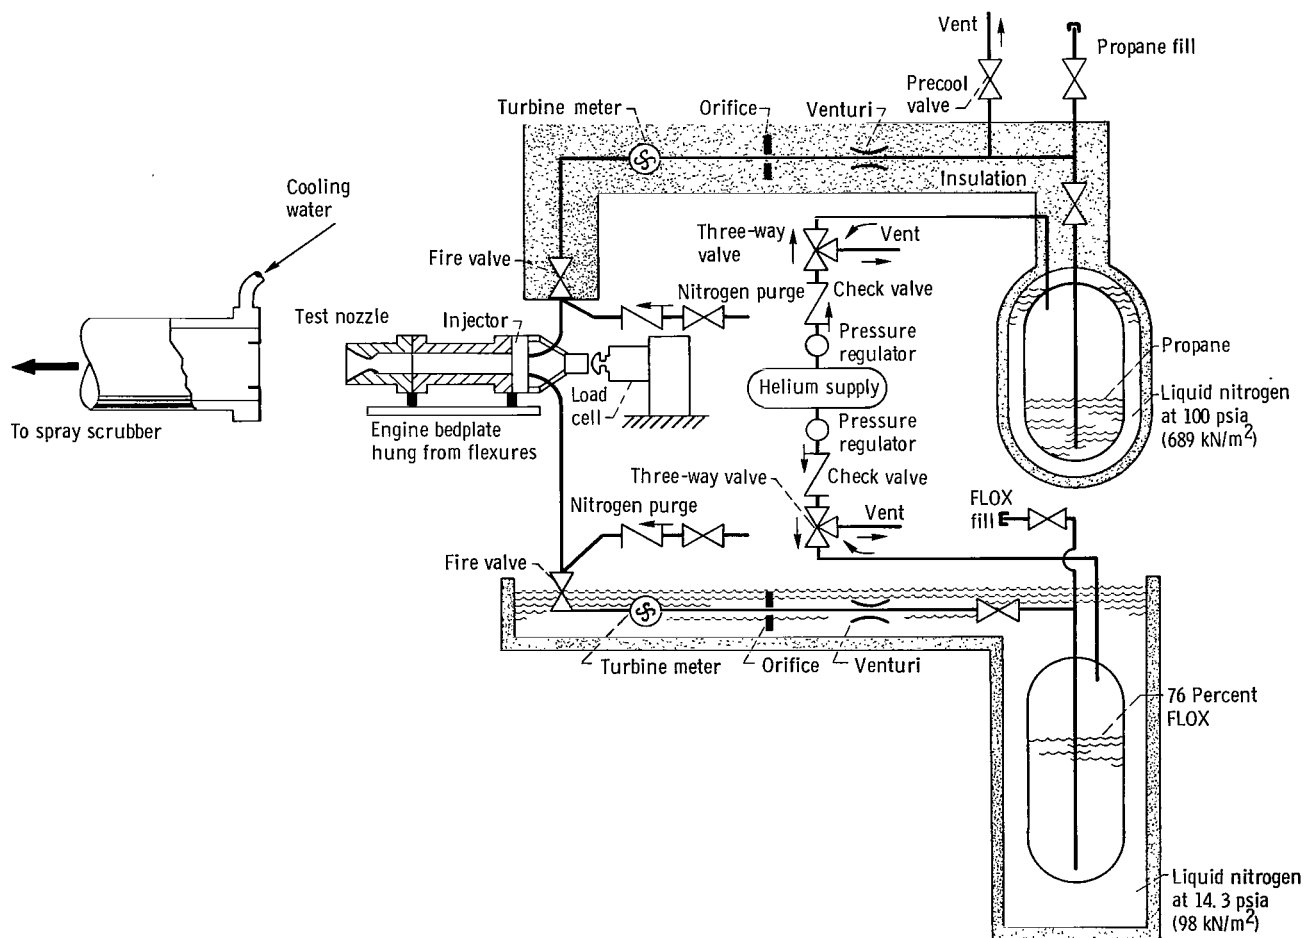 Vent
Propane fill
Precool
valve
Turbine meter
Orifice
Venturi
Insulation
Cooling
water
Three-way
valve
Vent
Fire valve
Nitrogen purge
Check valve
Test nozzle
Injector
Pressure
regulator
Propane
Helium supply
Load
cell
Liquid nitrogen
at 100 psia
(689 kN/m²)
To spray scrubber
Engine bedplate
hung from flexures
Pressure
regulator
Check valve
Three-way valve
FLOX
fill
Nitrogen purge
Vent
Fire valve
Turbine meter
Orifice
Venturi
76 Percent
FLOX
Liquid nitrogen
at 14.3 psia
(98 kN/m²)